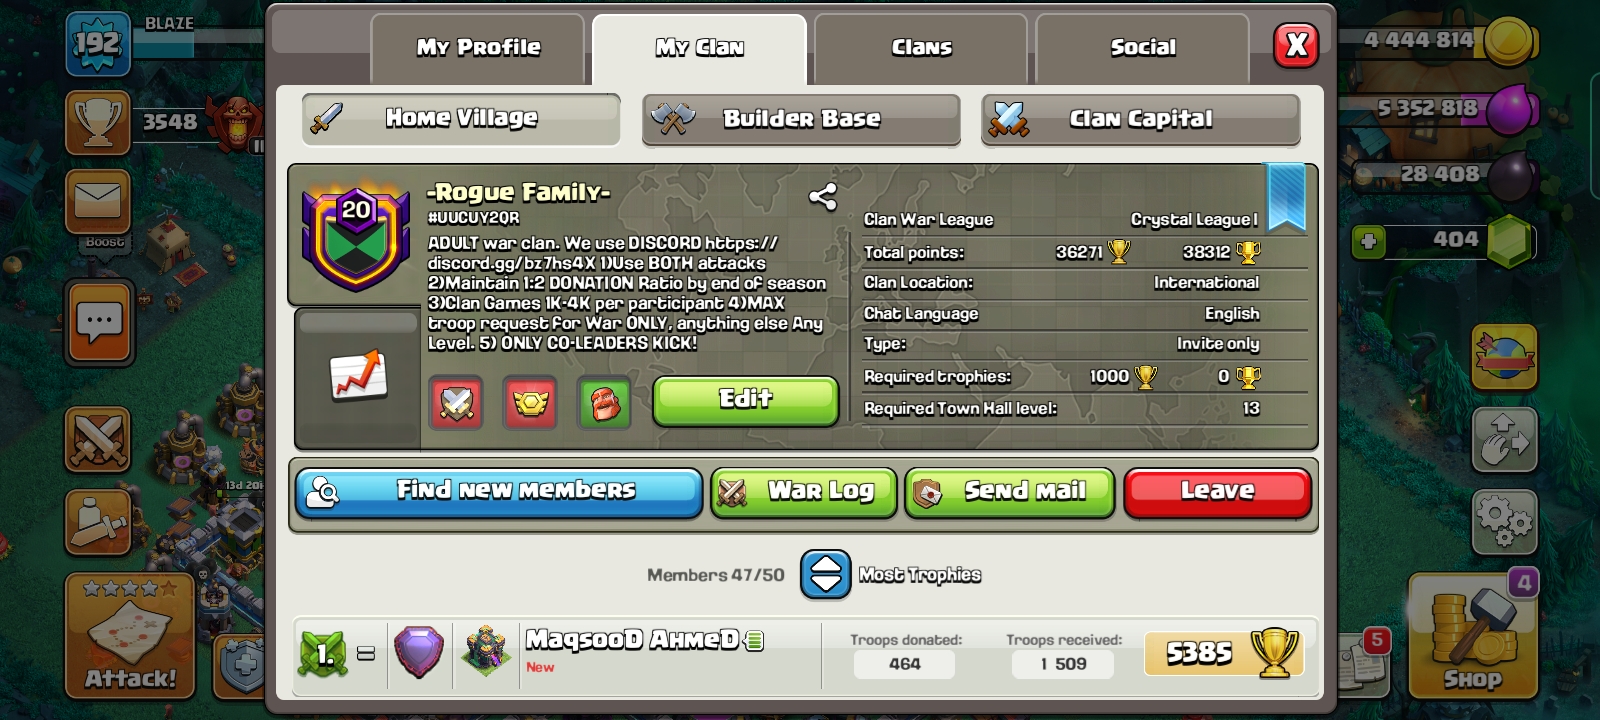 192
BLAZE
3548
Boost
13d 20h
Attack!
My Profile
My Clan
Clans
Social
X
Home Village
Builder Base
Clan Capital
20
-Rogue Family-
#UUCUY2QR
ADULT war clan. We use DISCORD https://
discord.gg/bz7hs4X 1)Use BOTH attacks
2)Maintain 1:2 DONATION Ratio by end of season
3)Clan Games 1K-4K per participant 4)MAX
troop request for War ONLY, anything else Any
Level. 5) ONLY CO-LEADERS KICK!
Edit
Clan War League Crystal League I
Total points: 36271 38312
Clan Location: International
Chat Language English
Type: Invite only
Required trophies: 1000 0
Required Town Hall level: 13
Find new members
War Log
Send mail
Leave
Members 47/50
Most Trophies
1.
MaqsooD AhmeD
New
Troops donated:
464
Troops received:
1 509
5385
4 444 814
5 352 818
28 408
404
4
5
Shop